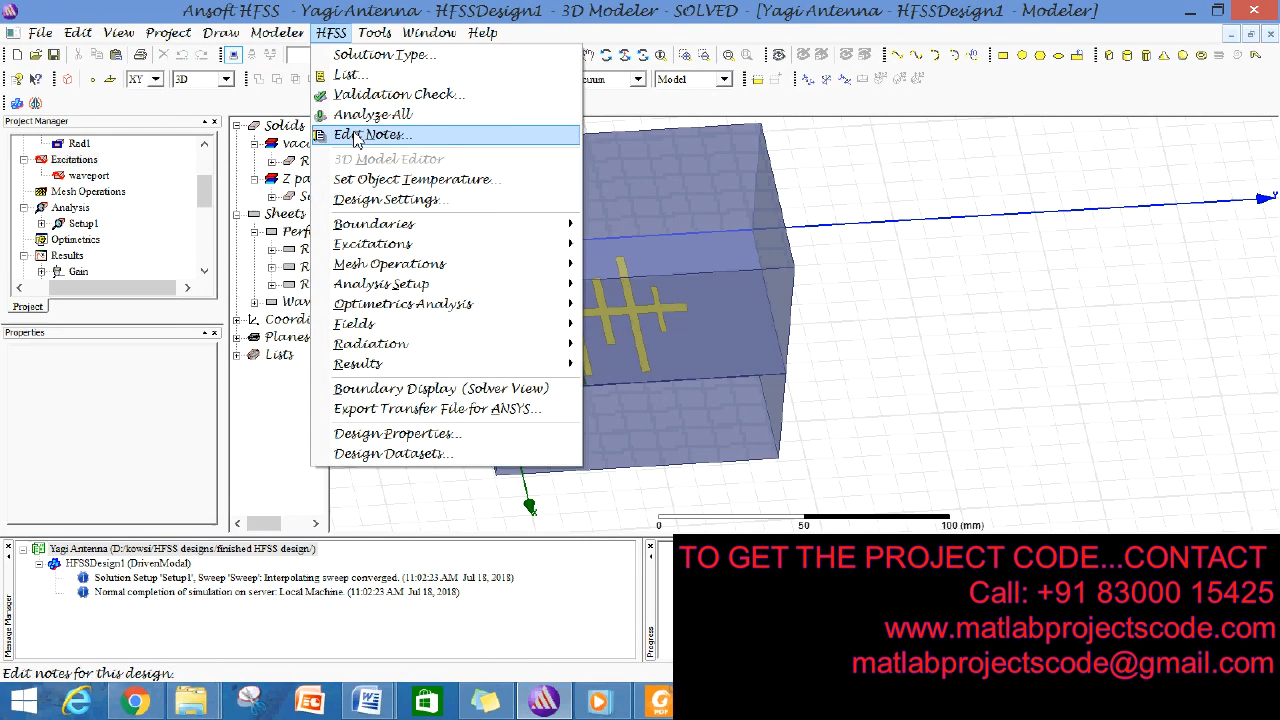 Ansoft HFSS - Yagi Antenna - HFSSDesign1 - 3D Modeler - SOLVED - [Yagi Antenna - HFSSDesign1 - Modeler]
File Edit View Project Draw Modeler HFSS Tools Window Help
XY
3D
Model
Project Manager
Rad1
Excitations
waveport
Mesh Operations
Analysis
Setup1
Optimetrics
Results
Gain
Project
Properties
Solids
Sheets
Planes
Lists
Solution Type...
List...
Validation Check...
Analyze All
Edit Notes...
3D Model Editor
Set Object Temperature...
Design Settings...
Boundaries
Excitations
Mesh Operations
Analysis Setup
Optimetrics Analysis
Fields
Radiation
Results
Boundary Display (Solver View)
Export Transfer File for ANSYS...
Design Properties...
Design Datasets...
0 50 100 (mm)
Yagi Antenna (D:/kowsi/HFSS designs/finished HFSS design/)
HFSSDesign1 (DrivenModal)
Solution Setup 'Setup1', Sweep 'Sweep': Interpolating sweep converged. (11:02:23 AM Jul 18, 2018)
Normal completion of simulation on server: Local Machine. (11:02:23 AM Jul 18, 2018)
Message Manager
Progress
Edit notes for this design.
TO GET THE PROJECT CODE...CONTACT
Call: +91 83000 15425
www.matlabprojectscode.com
matlabprojectscode@gmail.com